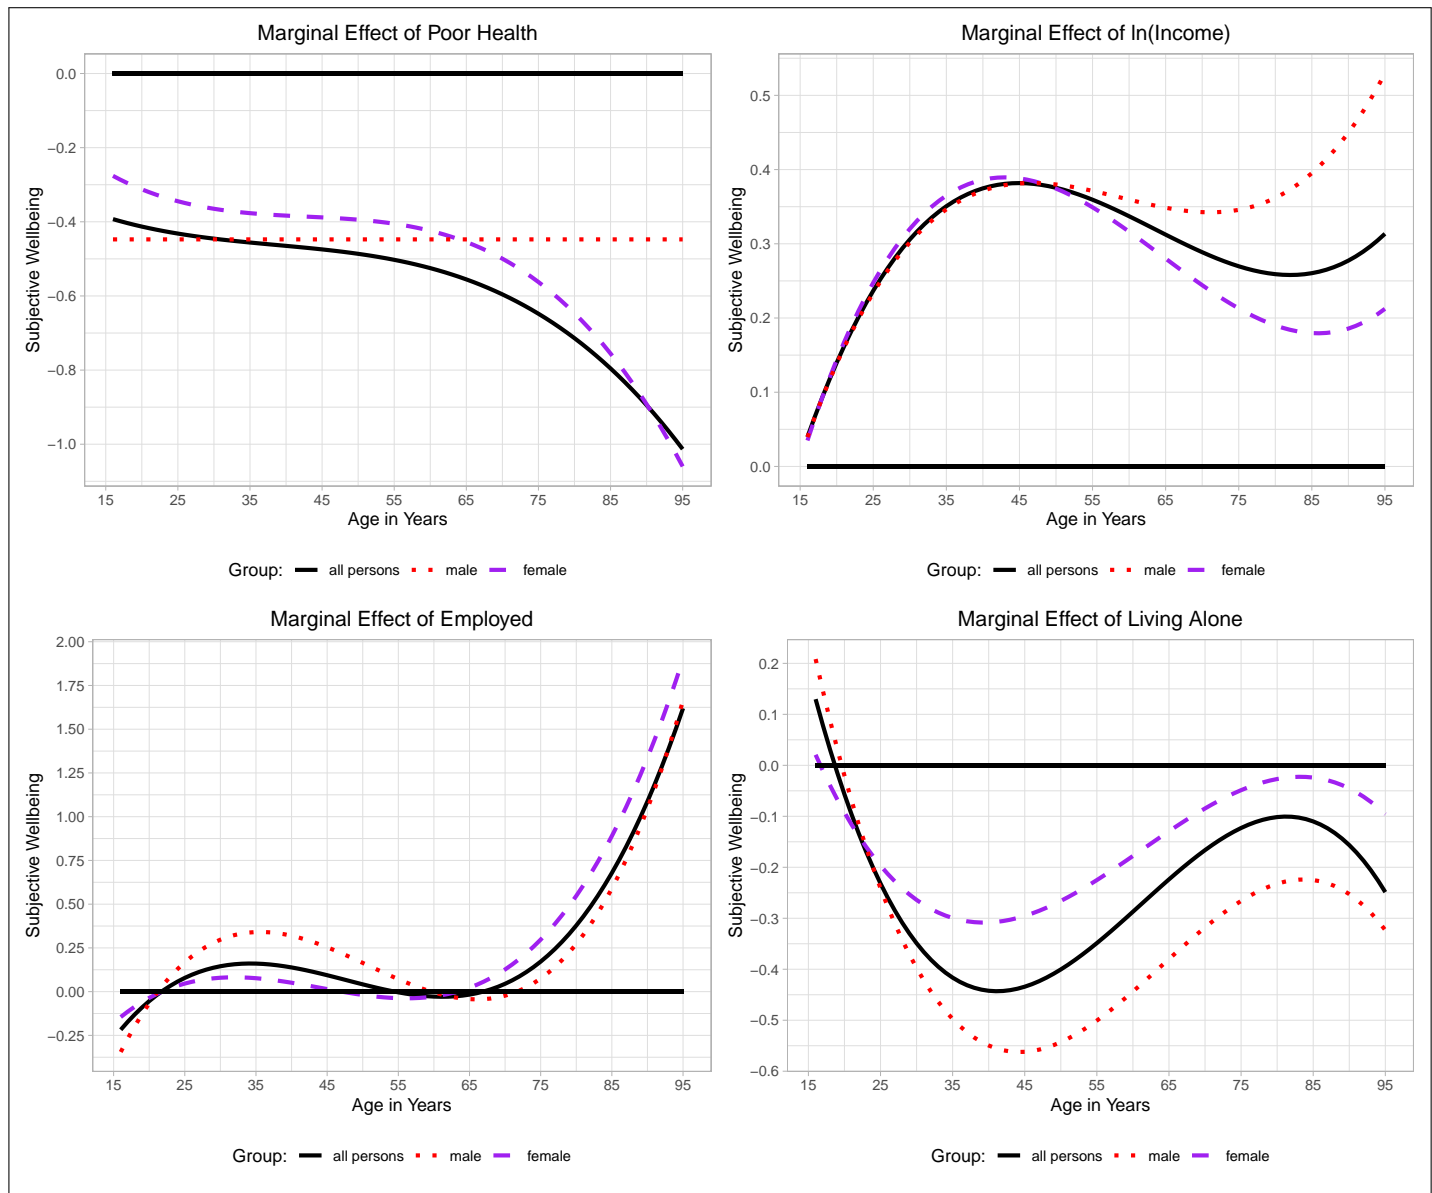 Marginal Effect of Poor Health
Subjective Wellbeing
0.0
−0.2
−0.4
−0.6
−0.8
−1.0
15 25 35 45 55 65 75 85 95
Age in Years
Group: all persons male female
Marginal Effect of ln(Income)
Subjective Wellbeing
0.5
0.4
0.3
0.2
0.1
0.0
15 25 35 45 55 65 75 85 95
Age in Years
Group: all persons male female
Marginal Effect of Employed
Subjective Wellbeing
2.00
1.75
1.50
1.25
1.00
0.75
0.50
0.25
0.00
−0.25
15 25 35 45 55 65 75 85 95
Age in Years
Group: all persons male female
Marginal Effect of Living Alone
Subjective Wellbeing
0.2
0.1
0.0
−0.1
−0.2
−0.3
−0.4
−0.5
−0.6
15 25 35 45 55 65 75 85 95
Age in Years
Group: all persons male female